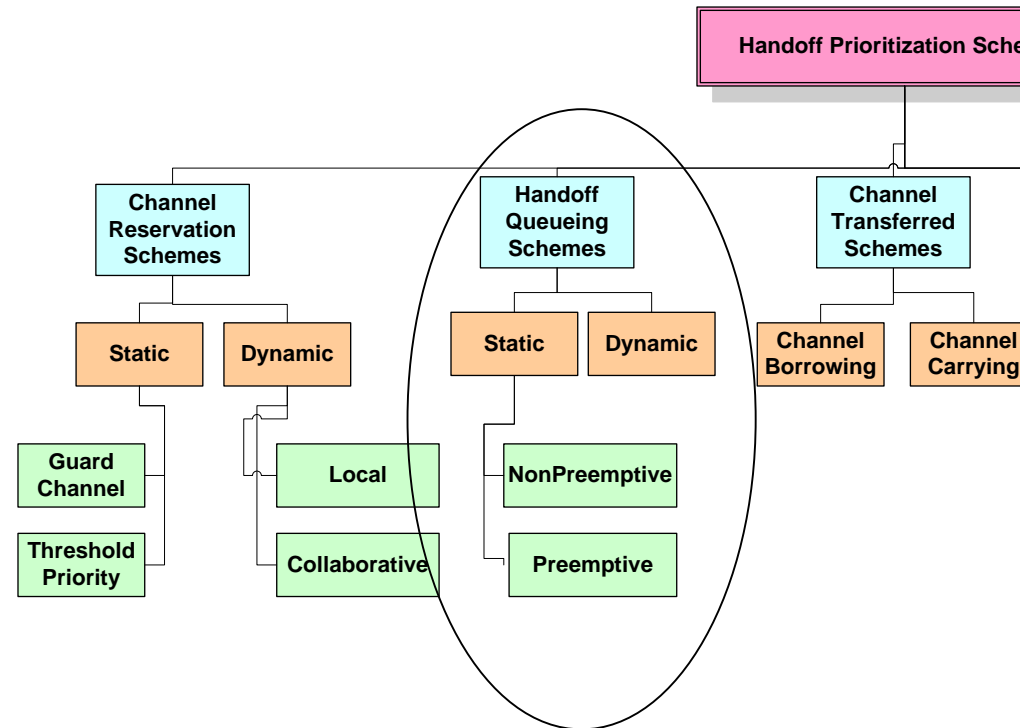 Handoff Prioritization Sche
Channel
Reservation
Schemes
Handoff
Queueing
Schemes
Channel
Transferred
Schemes
Static
Dynamic
Static
Dynamic
Channel
Borrowing
Channel
Carrying
Guard
Channel
Local
NonPreemptive
Threshold
Priority
Collaborative
Preemptive